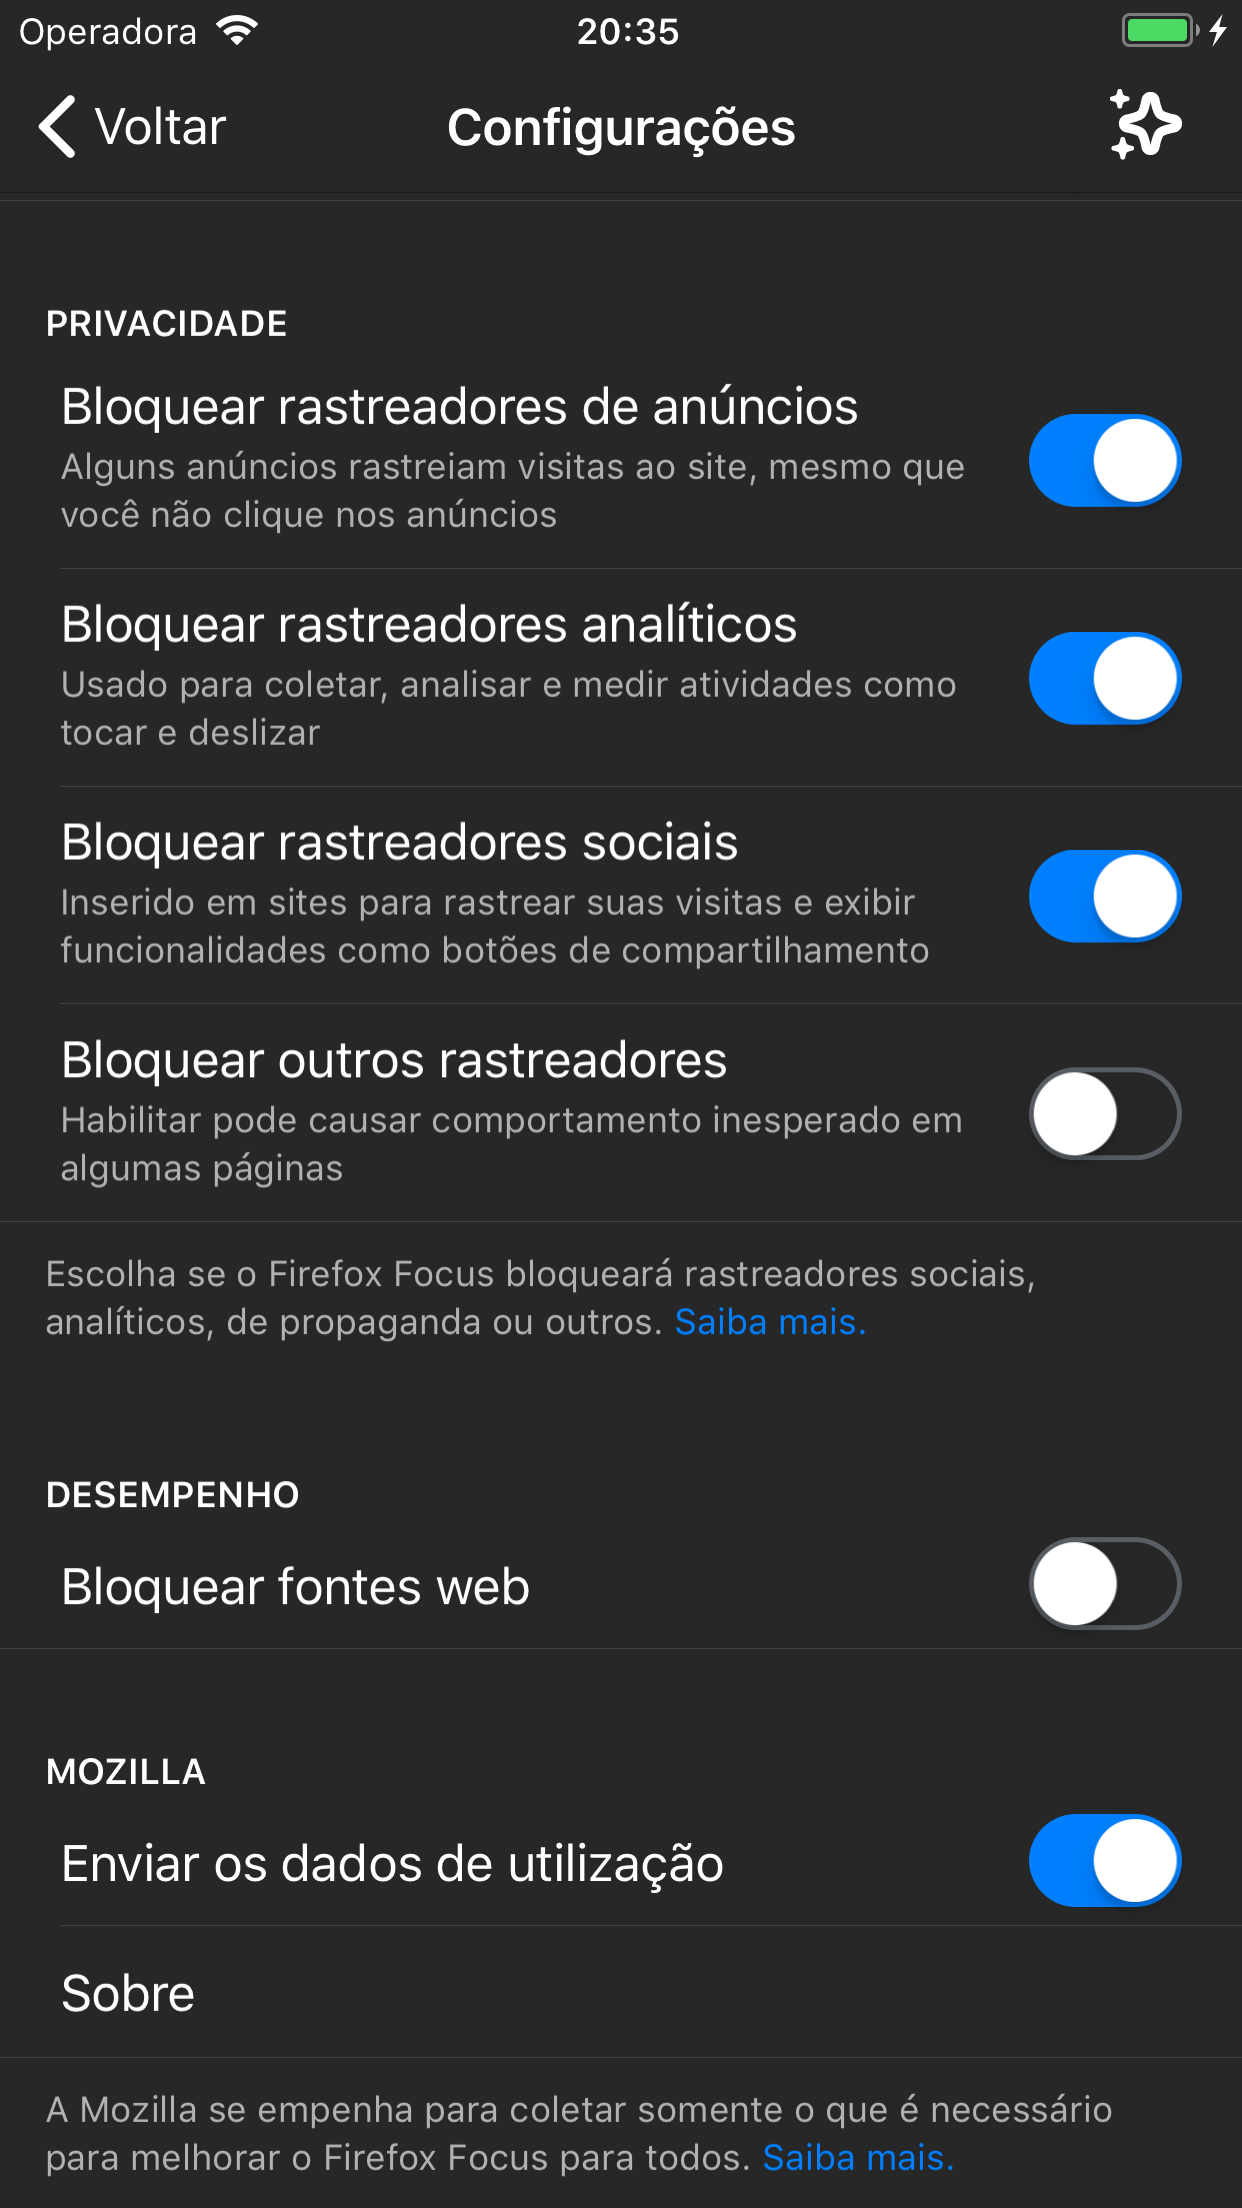 Operadora
20:35
Voltar
Configurações
PRIVACIDADE
Bloquear rastreadores de anúncios
Alguns anúncios rastreiam visitas ao site, mesmo que
você não clique nos anúncios
Bloquear rastreadores analíticos
Usado para coletar, analisar e medir atividades como
tocar e deslizar
Bloquear rastreadores sociais
Inserido em sites para rastrear suas visitas e exibir
funcionalidades como botões de compartilhamento
Bloquear outros rastreadores
Habilitar pode causar comportamento inesperado em
algumas páginas
Escolha se o Firefox Focus bloqueará rastreadores sociais,
analíticos, de propaganda ou outros. Saiba mais.
DESEMPENHO
Bloquear fontes web
MOZILLA
Enviar os dados de utilização
Sobre
A Mozilla se empenha para coletar somente o que é necessário
para melhorar o Firefox Focus para todos. Saiba mais.